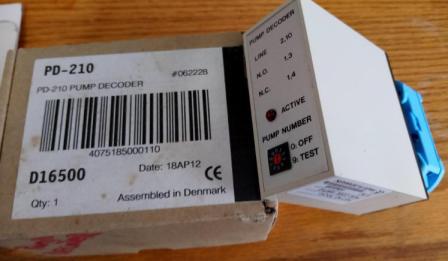 PD-210
#06222B
PD-210 PUMP DECODER
4075185000110
Date: 18AP12
D16500
CE
Qty: 1
Assembled in Denmark
PUMP DECODER
LINE 2,10
N.O. 1,3
N.C. 1,4
ACTIVE
PUMP NUMBER
0: OFF
9: TEST